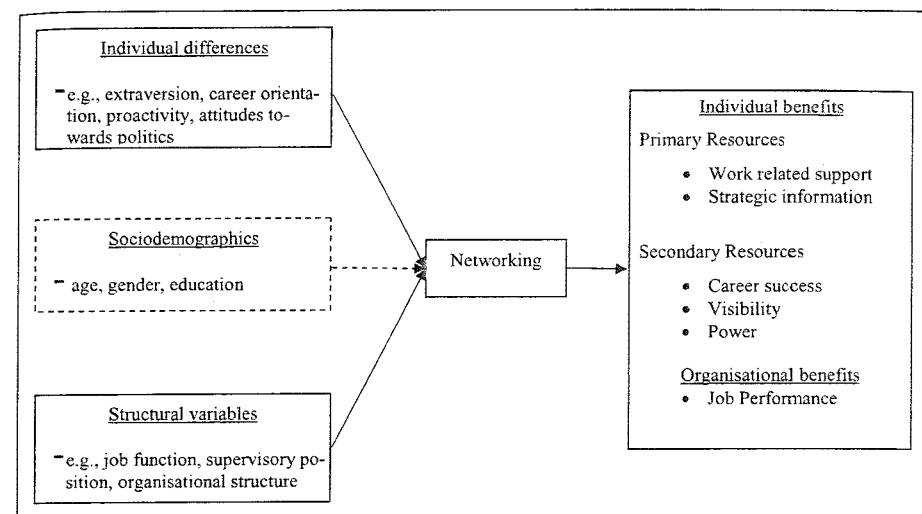 Individual differences
- e.g., extraversion, career orienta-
tion, proactivity, attitudes to-
wards politics
Sociodemographics
- age, gender, education
Structural variables
- e.g., job function, supervisory po-
sition, organisational structure
Networking
Individual benefits
Primary Resources
• Work related support
• Strategic information
Secondary Resources
• Career success
• Visibility
• Power
Organisational benefits
• Job Performance